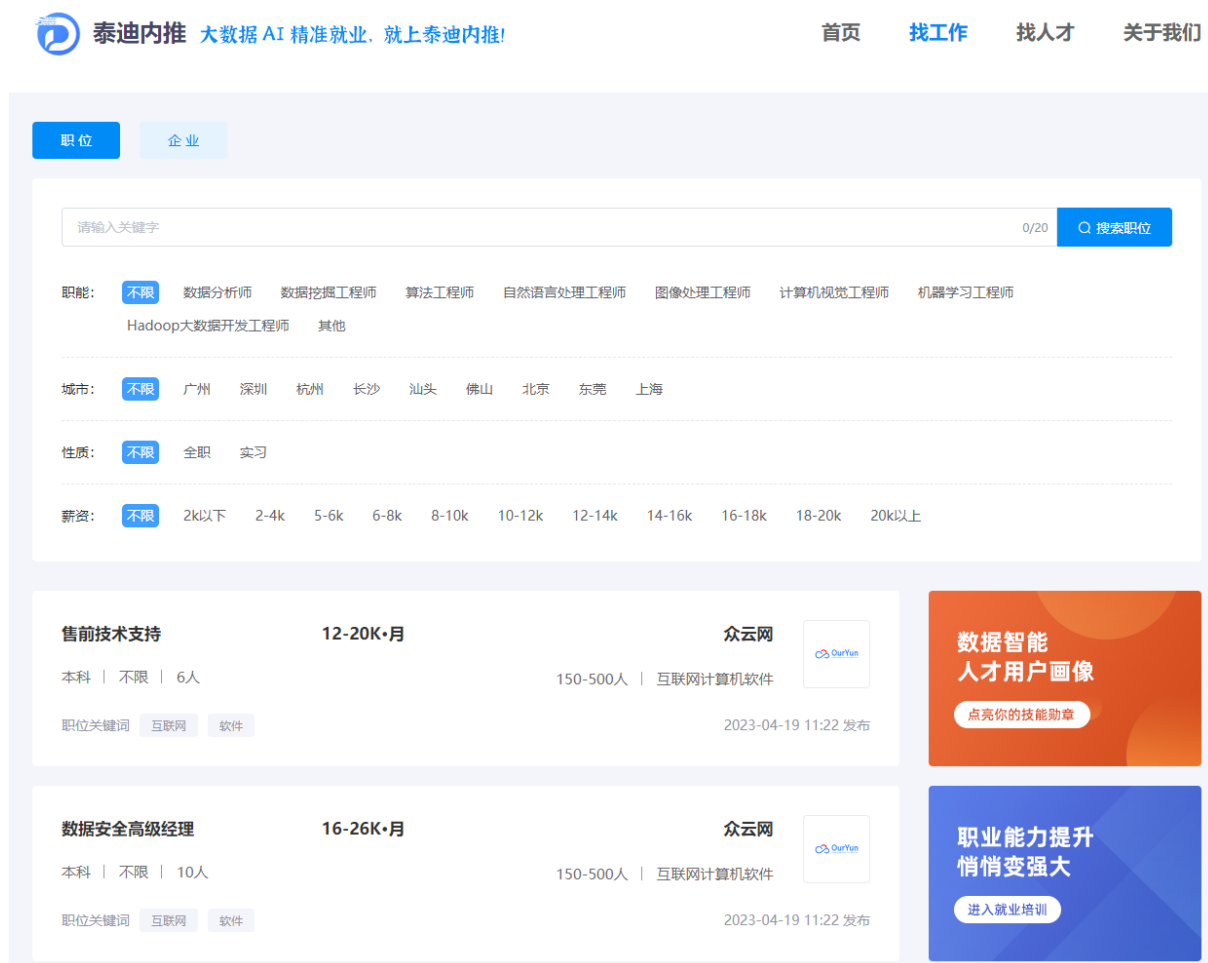 泰迪内推 大数据 AI 精准就业, 就上泰迪内推! 首页 找工作 找人才 关于我们
职位 企业
请输入关键字 0/20 搜索职位
职能: 不限 数据分析师 数据挖掘工程师 算法工程师 自然语言处理工程师 图像处理工程师 计算机视觉工程师 机器学习工程师
Hadoop大数据开发工程师 其他
城市: 不限 广州 深圳 杭州 长沙 汕头 佛山 北京 东莞 上海
性质: 不限 全职 实习
薪资: 不限 2k以下 2-4k 5-6k 6-8k 8-10k 10-12k 12-14k 14-16k 16-18k 18-20k 20k以上
售前技术支持 12-20K•月 众云网
OurYun
本科 不限 6人 150-500人 互联网计算机软件
职位关键词 互联网 软件 2023-04-19 11:22 发布
数据智能
人才用户画像
点亮你的技能勋章
数据安全高级经理 16-26K•月 众云网
OurYun
本科 不限 10人 150-500人 互联网计算机软件
职位关键词 互联网 软件 2023-04-19 11:22 发布
职业能力提升
悄悄变强大
进入就业培训